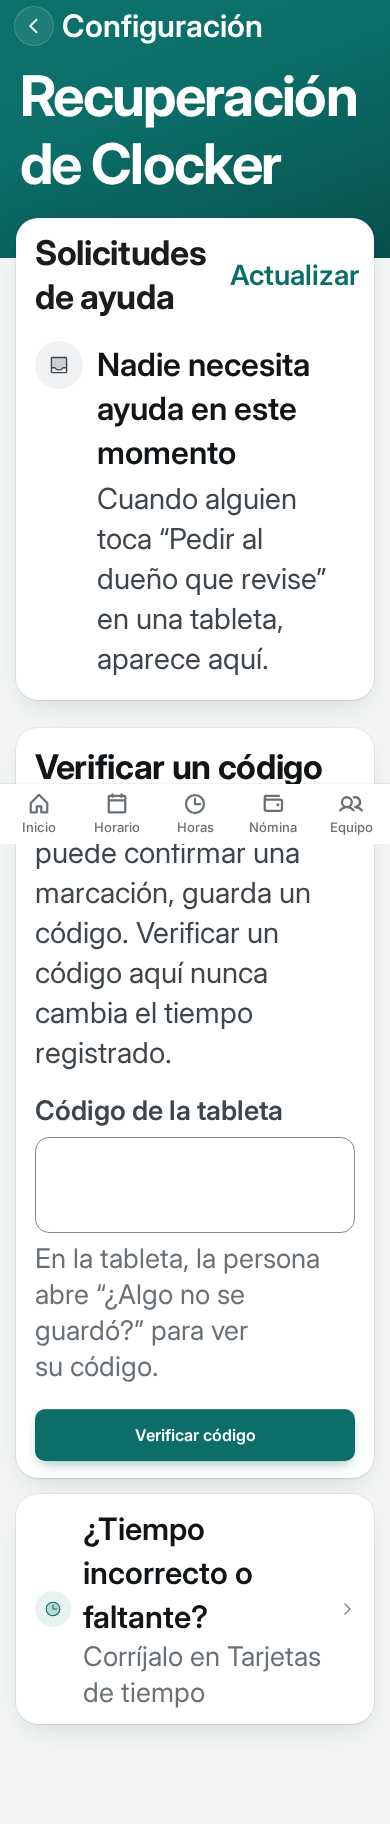 Configuración
Recuperación
de Clocker
Solicitudes
de ayuda
Actualizar
Nadie necesita
ayuda en este
momento
Cuando alguien
toca “Pedir al
dueño que revise”
en una tableta,
aparece aquí.
Verificar un código
Inicio
Horario
Horas
Nómina
Equipo
puede confirmar una
marcación, guarda un
código. Verificar un
código aquí nunca
cambia el tiempo
registrado.
Código de la tableta
En la tableta, la persona
abre “¿Algo no se
guardó?” para ver
su código.
Verificar código
¿Tiempo
incorrecto o
faltante?
Corríjalo en Tarjetas
de tiempo